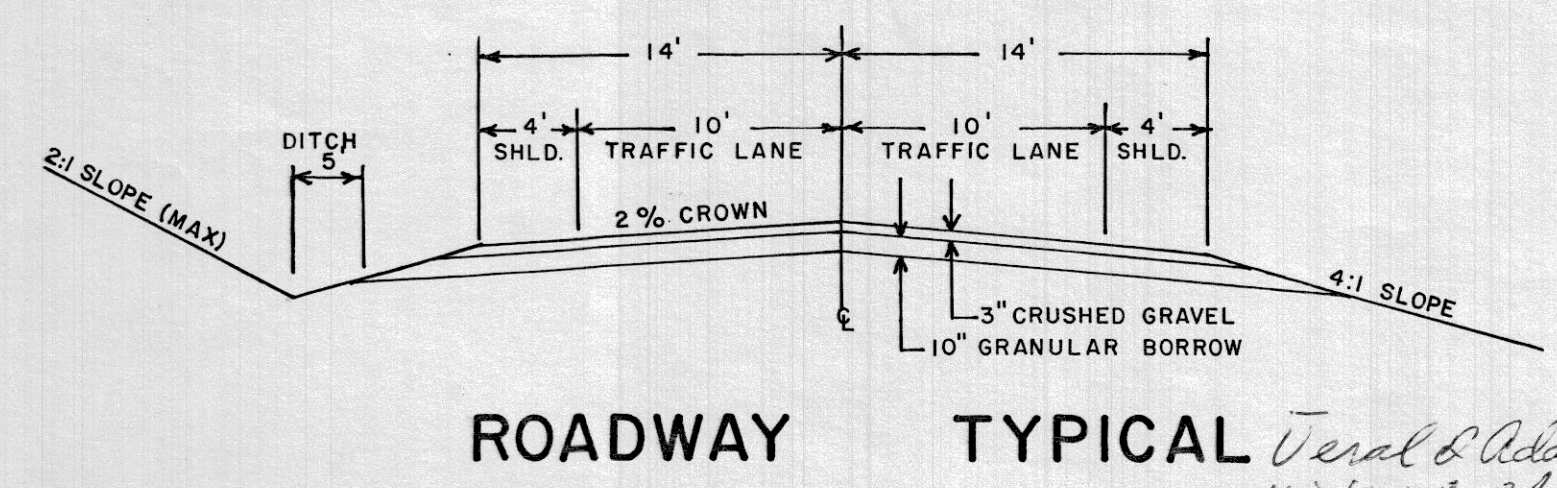 14' 14'
4' 10' 10' 4'
DITCH SHLD. TRAFFIC LANE TRAFFIC LANE SHLD.
5
2:1 SLOPE (MAX)
2% CROWN
4:1 SLOPE
℄
3" CRUSHED GRAVEL
10" GRANULAR BORROW
ROADWAY TYPICAL